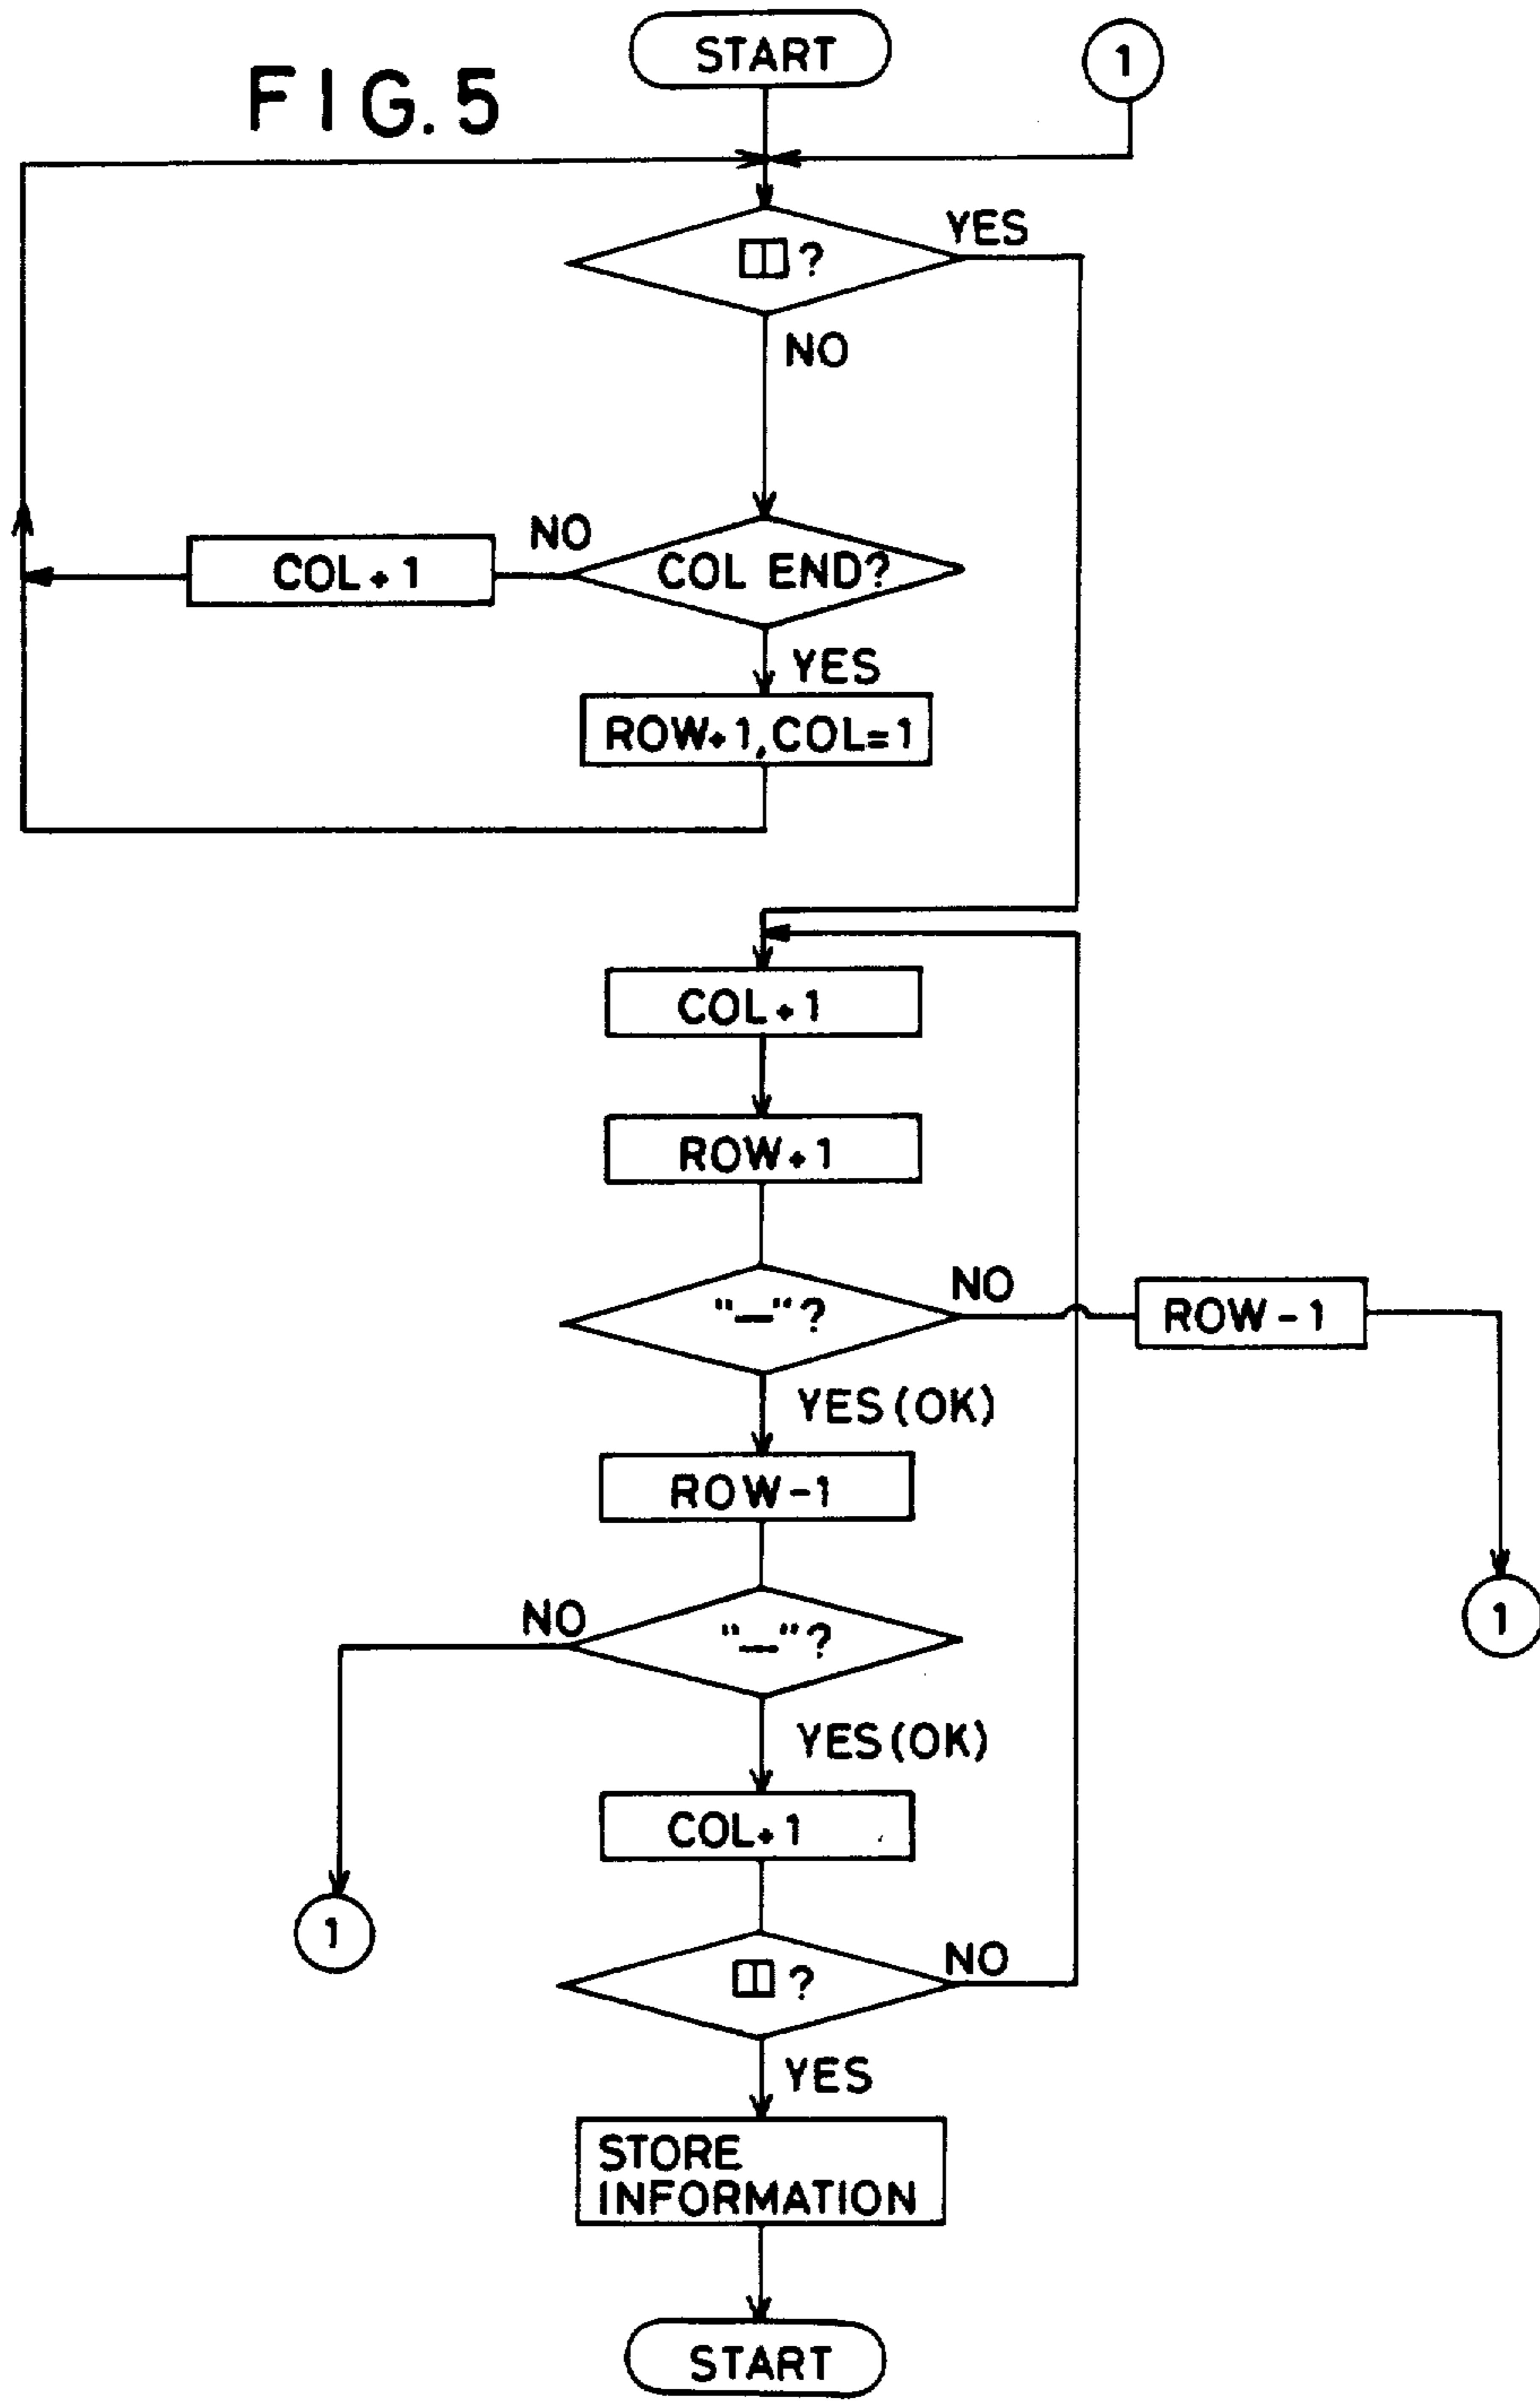 FIG.5
START
1
▯▯?
YES
NO
COL END?
NO
COL+1
YES
ROW+1,COL=1
COL+1
ROW+1
"—"?
NO
ROW-1
YES(OK)
1
ROW-1
"—"?
NO
YES(OK)
1
COL+1
▯▯?
NO
YES
STORE
INFORMATION
START